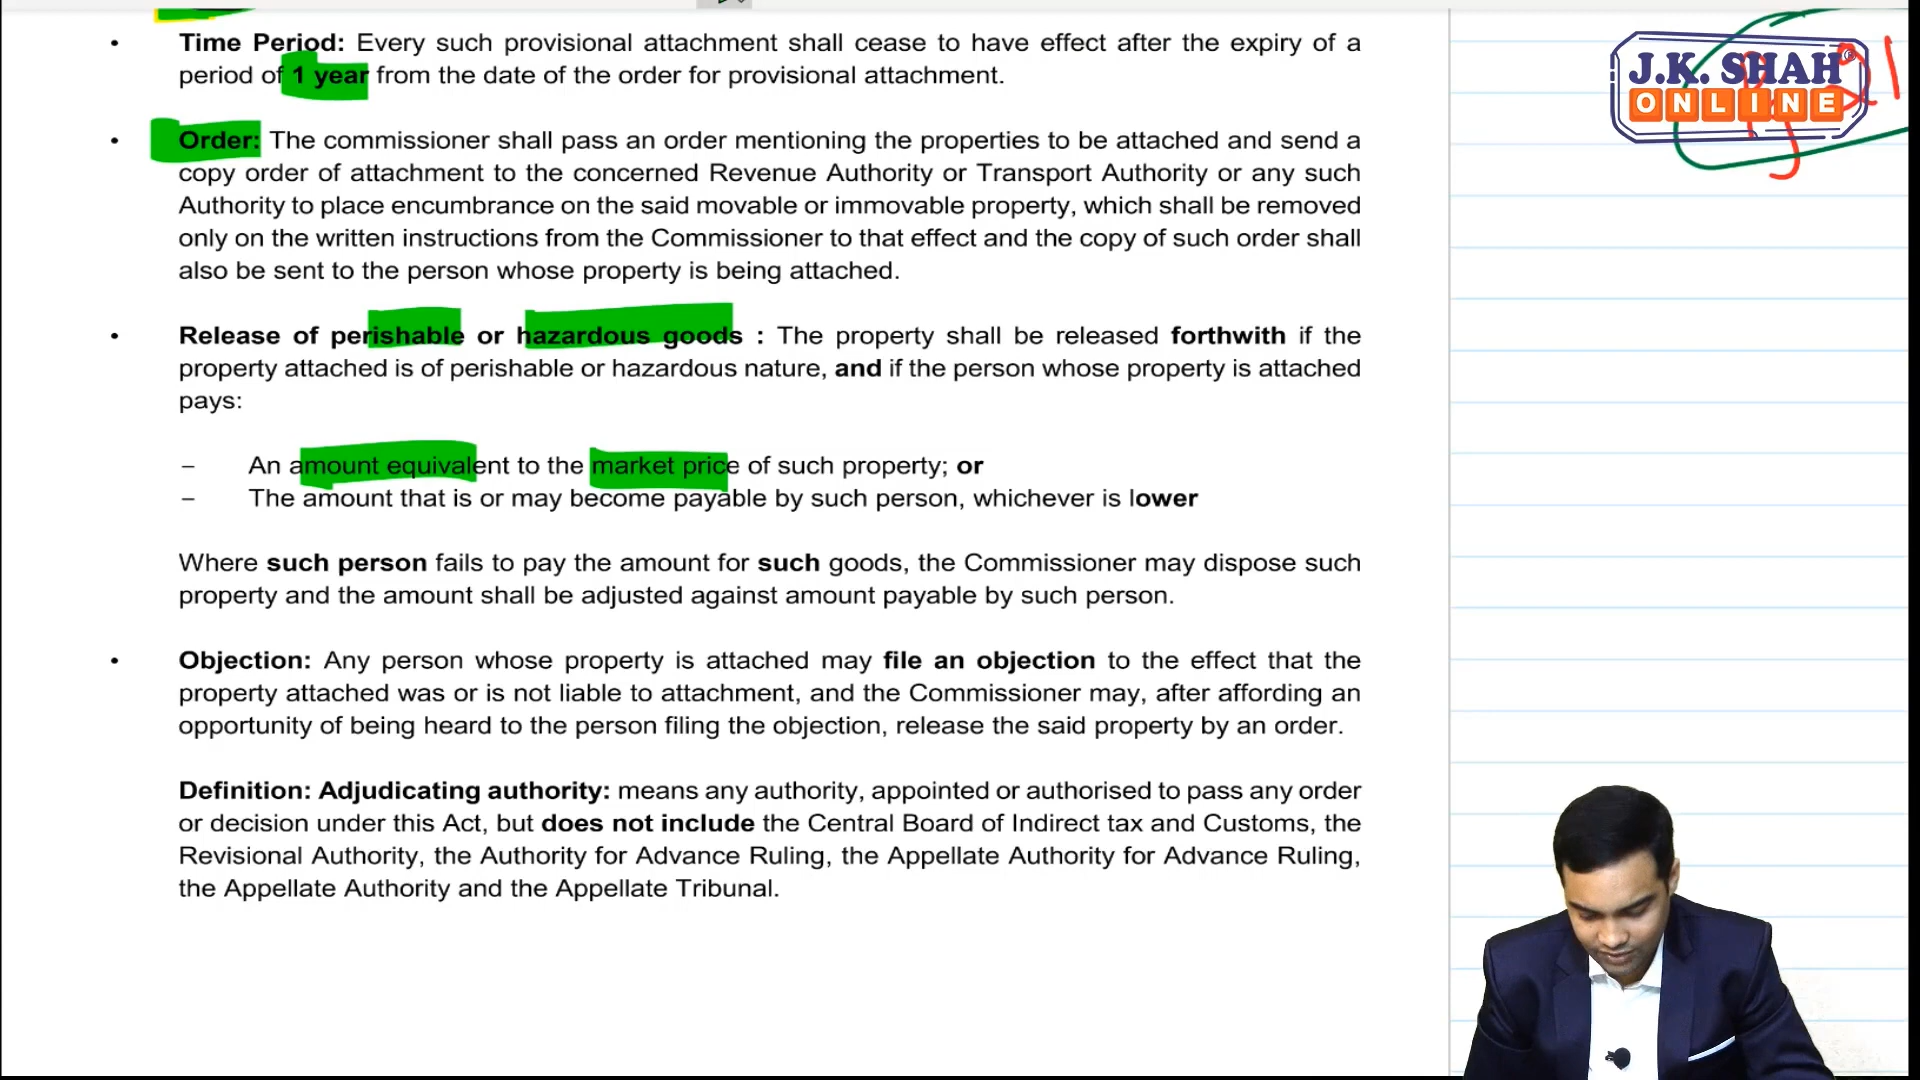 • Time Period: Every such provisional attachment shall cease to have effect after the expiry of a
period of 1 year from the date of the order for provisional attachment.
• Order: The commissioner shall pass an order mentioning the properties to be attached and send a
copy order of attachment to the concerned Revenue Authority or Transport Authority or any such
Authority to place encumbrance on the said movable or immovable property, which shall be removed
only on the written instructions from the Commissioner to that effect and the copy of such order shall
also be sent to the person whose property is being attached.
• Release of perishable or hazardous goods : The property shall be released forthwith if the
property attached is of perishable or hazardous nature, and if the person whose property is attached
pays:
– An amount equivalent to the market price of such property; or
– The amount that is or may become payable by such person, whichever is lower
Where such person fails to pay the amount for such goods, the Commissioner may dispose such
property and the amount shall be adjusted against amount payable by such person.
• Objection: Any person whose property is attached may file an objection to the effect that the
property attached was or is not liable to attachment, and the Commissioner may, after affording an
opportunity of being heard to the person filing the objection, release the said property by an order.
Definition: Adjudicating authority: means any authority, appointed or authorised to pass any order
or decision under this Act, but does not include the Central Board of Indirect tax and Customs, the
Revisional Authority, the Authority for Advance Ruling, the Appellate Authority for Advance Ruling,
the Appellate Authority and the Appellate Tribunal.
J.K. SHAH®
ONLINE